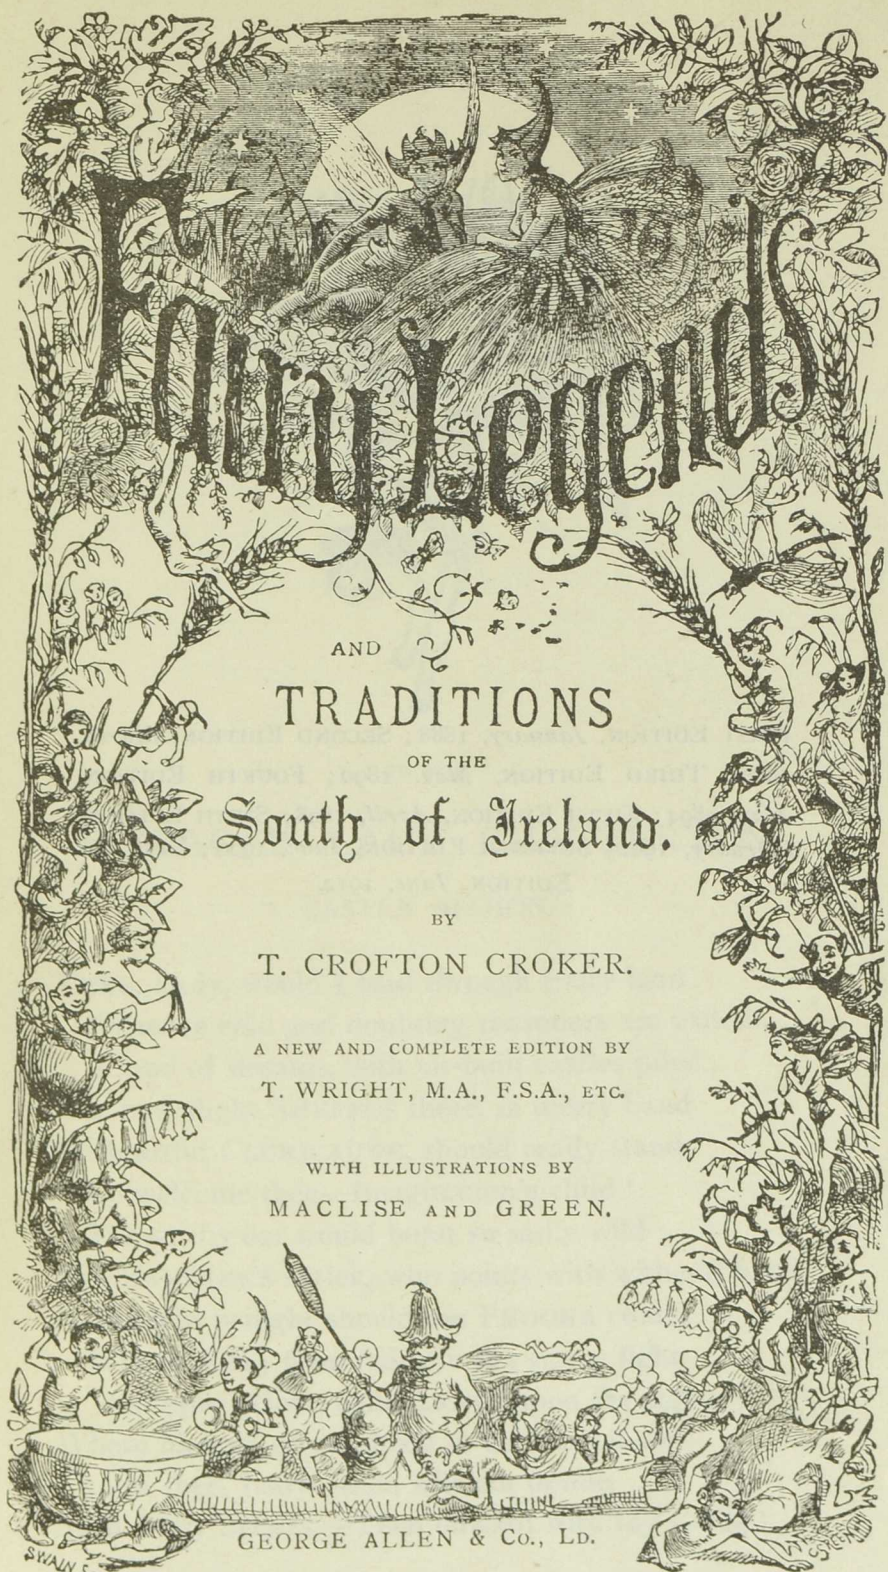 Fairy Legends
AND
TRADITIONS
OF THE
South of Ireland.
BY
T. CROFTON CROKER.
A NEW AND COMPLETE EDITION BY
T. WRIGHT, M.A., F.S.A., ETC.
WITH ILLUSTRATIONS BY
MACLISE AND GREEN.
GEORGE ALLEN & Co., LD.
SWAIN